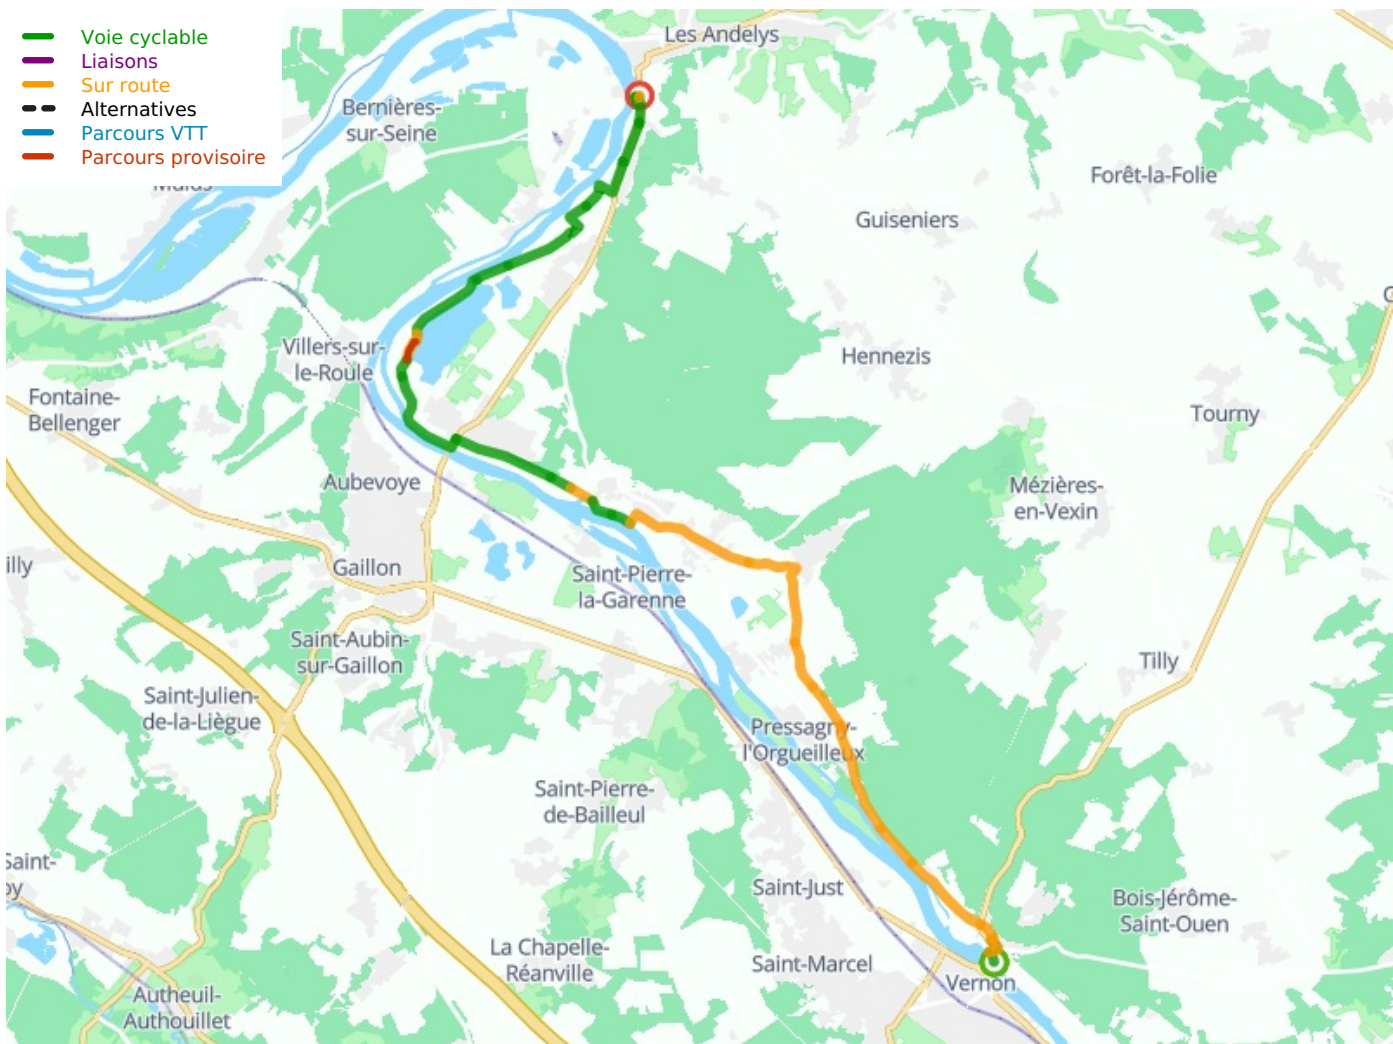 Voie cyclable
Liaisons
Sur route
Alternatives
Parcours VTT
Parcours provisoire
Les Andelys
Bernières-
sur-Seine
Forêt-la-Folie
Guiseniers
Villers-sur-
le-Roule
Hennezis
Fontaine-
Bellenger
Tourny
Aubevoye
Mézières-
en-Vexin
illy
Gaillon
Saint-Pierre-
la-Garenne
Saint-Aubin-
sur-Gaillon
Tilly
Saint-Julien-
de-la-Liègue
Pressagny-
l'Orgueilleux
Saint-Pierre-
de-Bailleul
Saint-
oy
Saint-Just
Bois-Jérôme-
Saint-Ouen
La Chapelle-
Réanville
Saint-Marcel
Vernon
Autheuil-
Authouillet